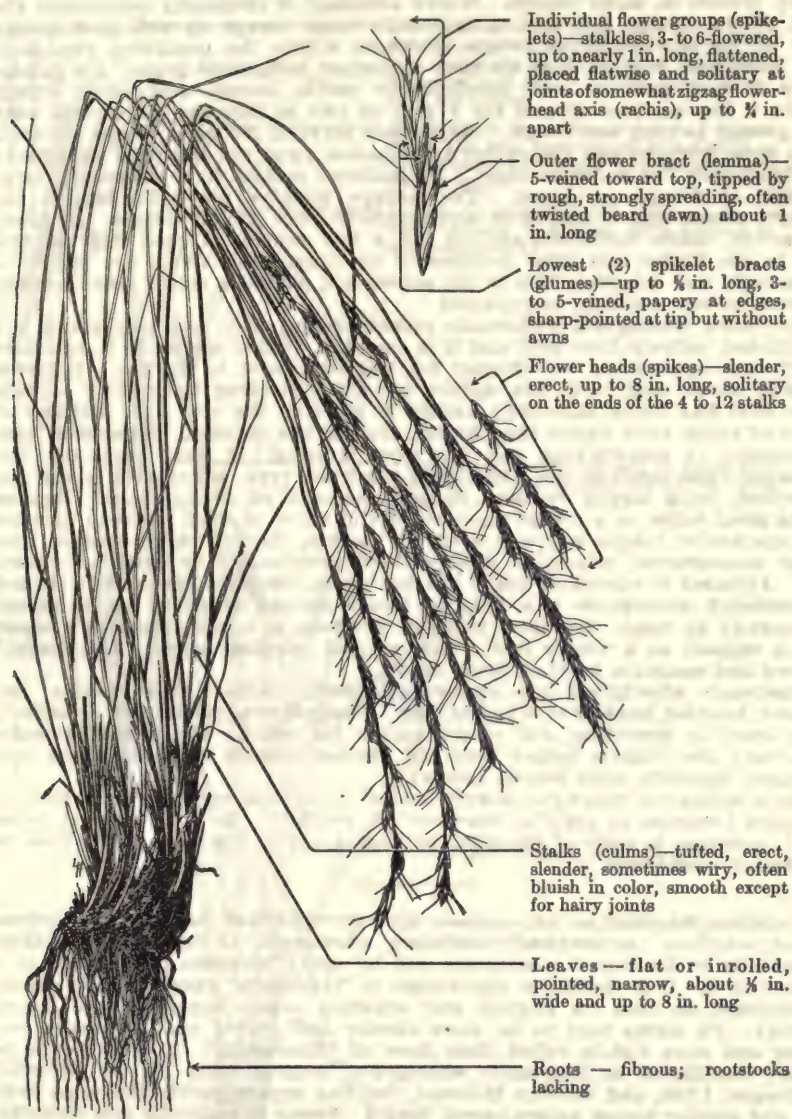 Individual flower groups (spike-
lets)—stalkless, 3- to 6-flowered,
up to nearly 1 in. long, flattened,
placed flatwise and solitary at
joints of somewhat zigzag flower-
head axis (rachis), up to ¾ in.
apart
Outer flower bract (lemma)—
5-veined toward top, tipped by
rough, strongly spreading, often
twisted beard (awn) about 1
in. long
Lowest (2) spikelet bracts
(glumes)—up to in. long, 3-
to 5-veined, papery at edges,
sharp-pointed at tip but without
awns
Flower heads (spikes)—slender,
erect, up to 8 in. long, solitary
on the ends of the 4 to 12 stalks
Stalks (culms)—tufted, erect,
slender, sometimes wiry, often
bluish in color, smooth except
for hairy joints
Leaves — flat or inrolled,
pointed, narrow, about in.
wide and up to 8 in. long
Roots — fibrous; rootstocks
lacking